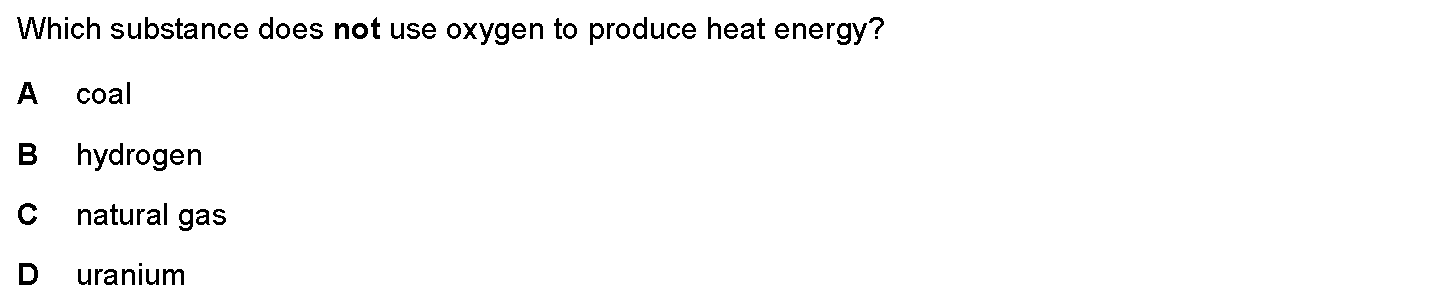 Which substance does not use oxygen to produce heat energy?
A coal
B hydrogen
C natural gas
D uranium